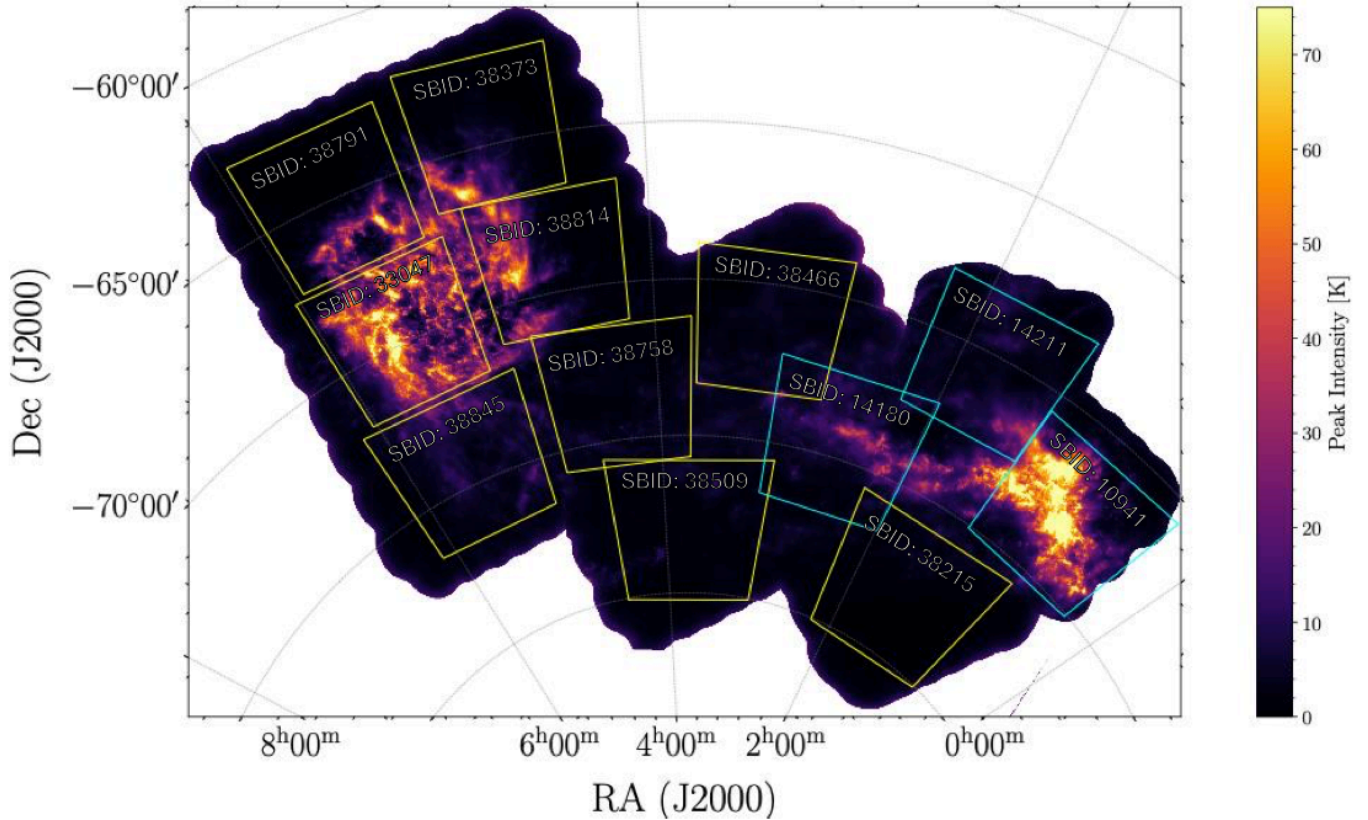 SBID: 38373
SBID: 38791
SBID: 38814
SBID: 33047
SBID: 38466
SBID: 14211
SBID: 38758
SBID: 14180
SBID: 38845
SBID: 10941
SBID: 38509
SBID: 38215
−60°00′
−65°00′
−70°00′
Dec (J2000)
8ʰ00ᵐ 6ʰ00ᵐ 4ʰ00ᵐ 2ʰ00ᵐ 0ʰ00ᵐ
RA (J2000)
70
60
50
40
30
20
10
0
Peak Intensity [K]